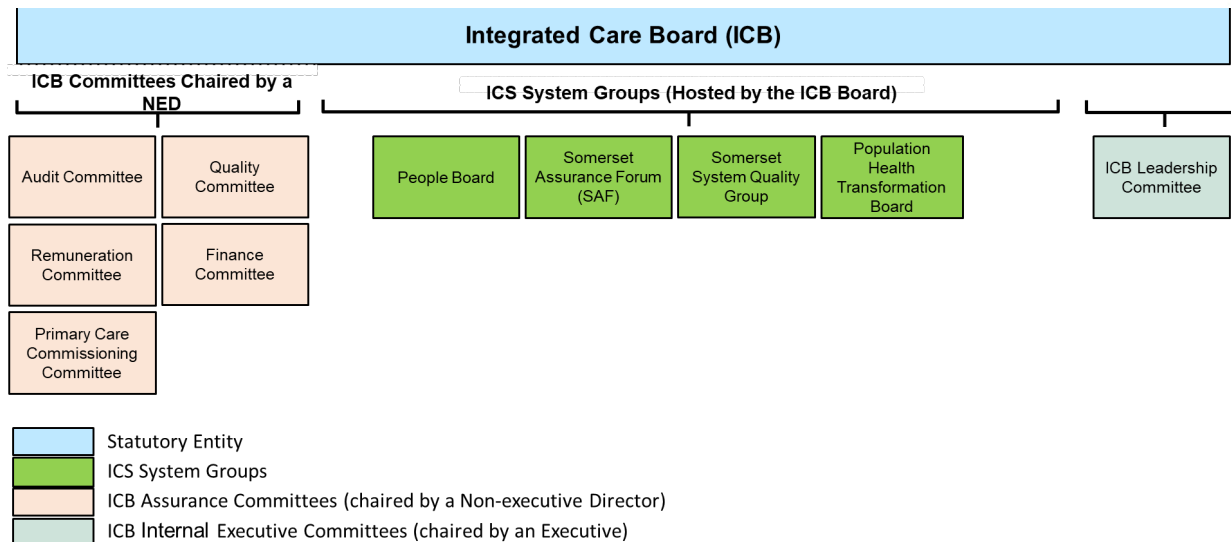 Integrated Care Board (ICB)
ICB Committees Chaired by a
NED
ICS System Groups (Hosted by the ICB Board)
Audit Committee
Quality
Committee
People Board
Somerset
Assurance Forum
(SAF)
Somerset
System Quality
Group
Population
Health
Transformation
Board
ICB Leadership
Committee
Remuneration
Committee
Finance
Committee
Primary Care
Commissioning
Committee
Statutory Entity
ICS System Groups
ICB Assurance Committees (chaired by a Non-executive Director)
ICB Internal Executive Committees (chaired by an Executive)